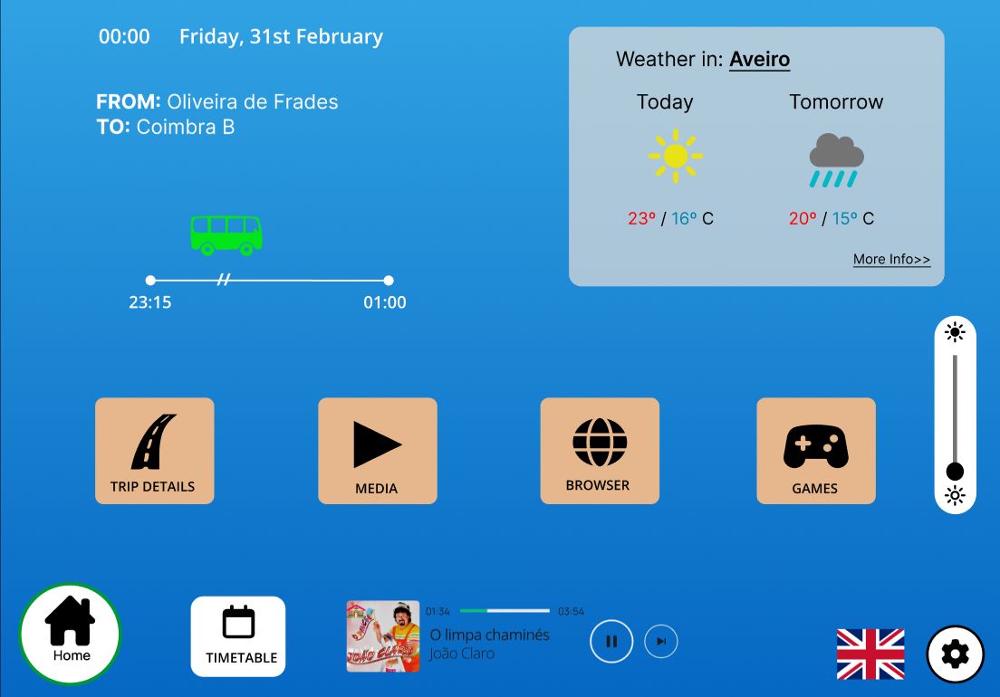 00:00 Friday, 31st February
FROM: Oliveira de Frades
TO: Coimbra B
23:15 01:00
Weather in: Aveiro
Today Tomorrow
23º / 16º C 20º / 15º C
More Info>>
TRIP DETAILS
MEDIA
BROWSER
GAMES
Home
TIMETABLE
JOÃO CLARO
01:34 03:54
O limpa chaminés
João Claro